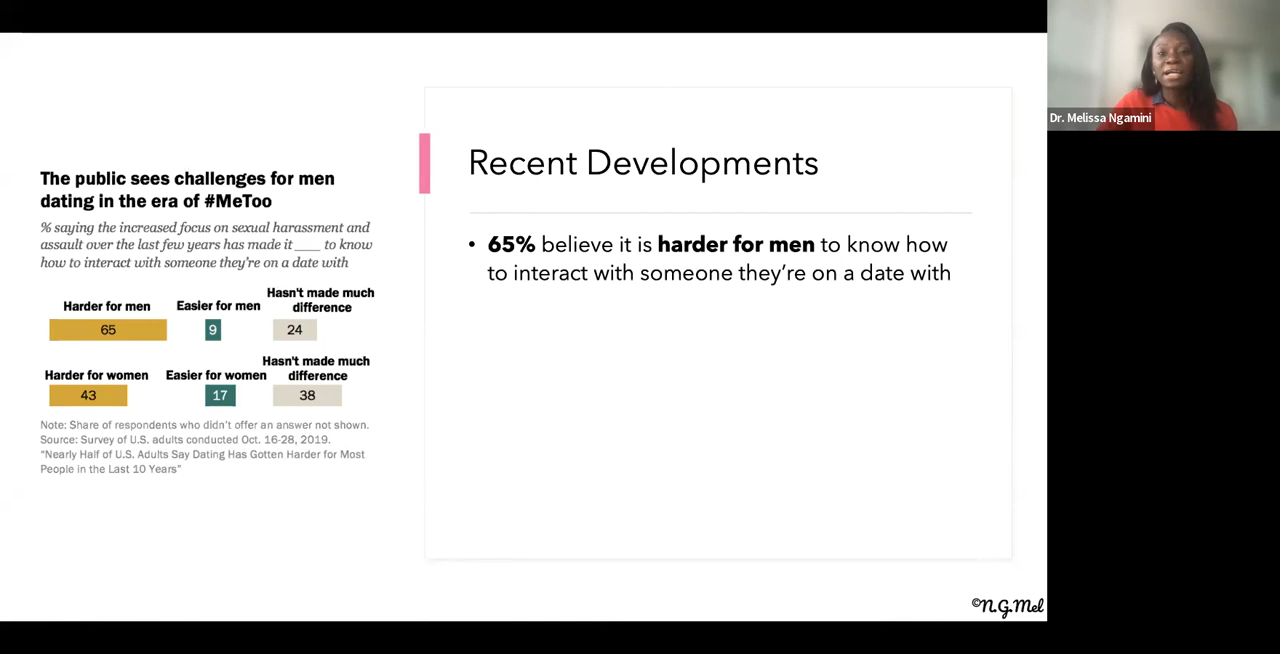 The public sees challenges for men
dating in the era of #MeToo
% saying the increased focus on sexual harassment and
assault over the last few years has made it ___ to know
how to interact with someone they're on a date with
Harder for men
Easier for men
Hasn't made much
difference
65
9
24
Harder for women
Easier for women
Hasn't made much
difference
43
17
38
Note: Share of respondents who didn't offer an answer not shown.
Source: Survey of U.S. adults conducted Oct. 16-28, 2019.
"Nearly Half of U.S. Adults Say Dating Has Gotten Harder for Most
People in the Last 10 Years"
Recent Developments
• 65% believe it is harder for men to know how
to interact with someone they're on a date with
©N.G.Mel
Dr. Melissa Ngamini